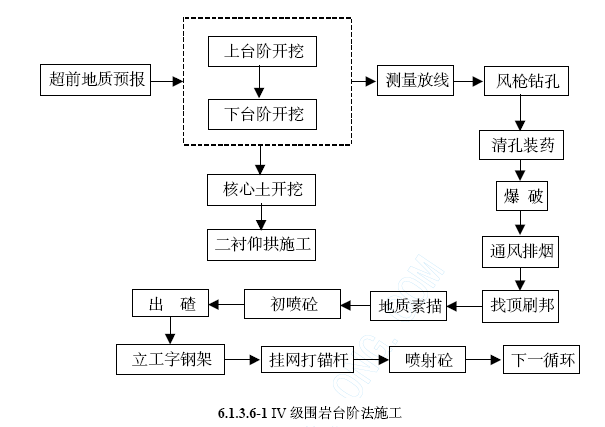 超前地质预报
上台阶开挖
下台阶开挖
测量放线
风枪钻孔
清孔装药
爆 破
通风排烟
找顶刷邦
地质素描
初喷砼
出 碴
立工字钢架
挂网打锚杆
喷射砼
下一循环
核心土开挖
二衬仰拱施工
6.1.3.6-1 IV 级围岩台阶法施工